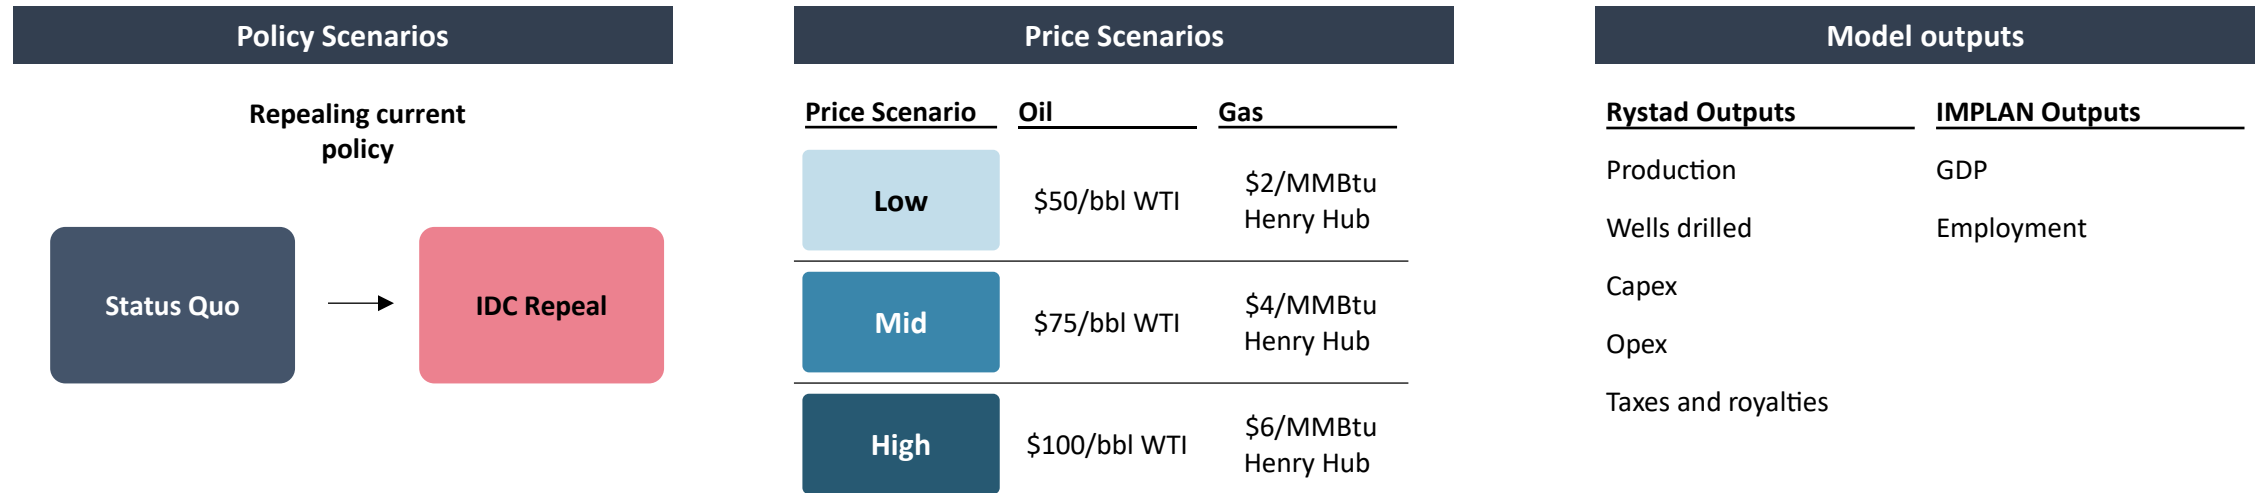 Policy Scenarios
Repealing current
policy
Status Quo
IDC Repeal
Price Scenarios
Price Scenario Oil Gas
Low $50/bbl WTI $2/MMBtu
Henry Hub
Mid $75/bbl WTI $4/MMBtu
Henry Hub
High $100/bbl WTI $6/MMBtu
Henry Hub
Model outputs
Rystad Outputs IMPLAN Outputs
Production GDP
Wells drilled Employment
Capex
Opex
Taxes and royalties